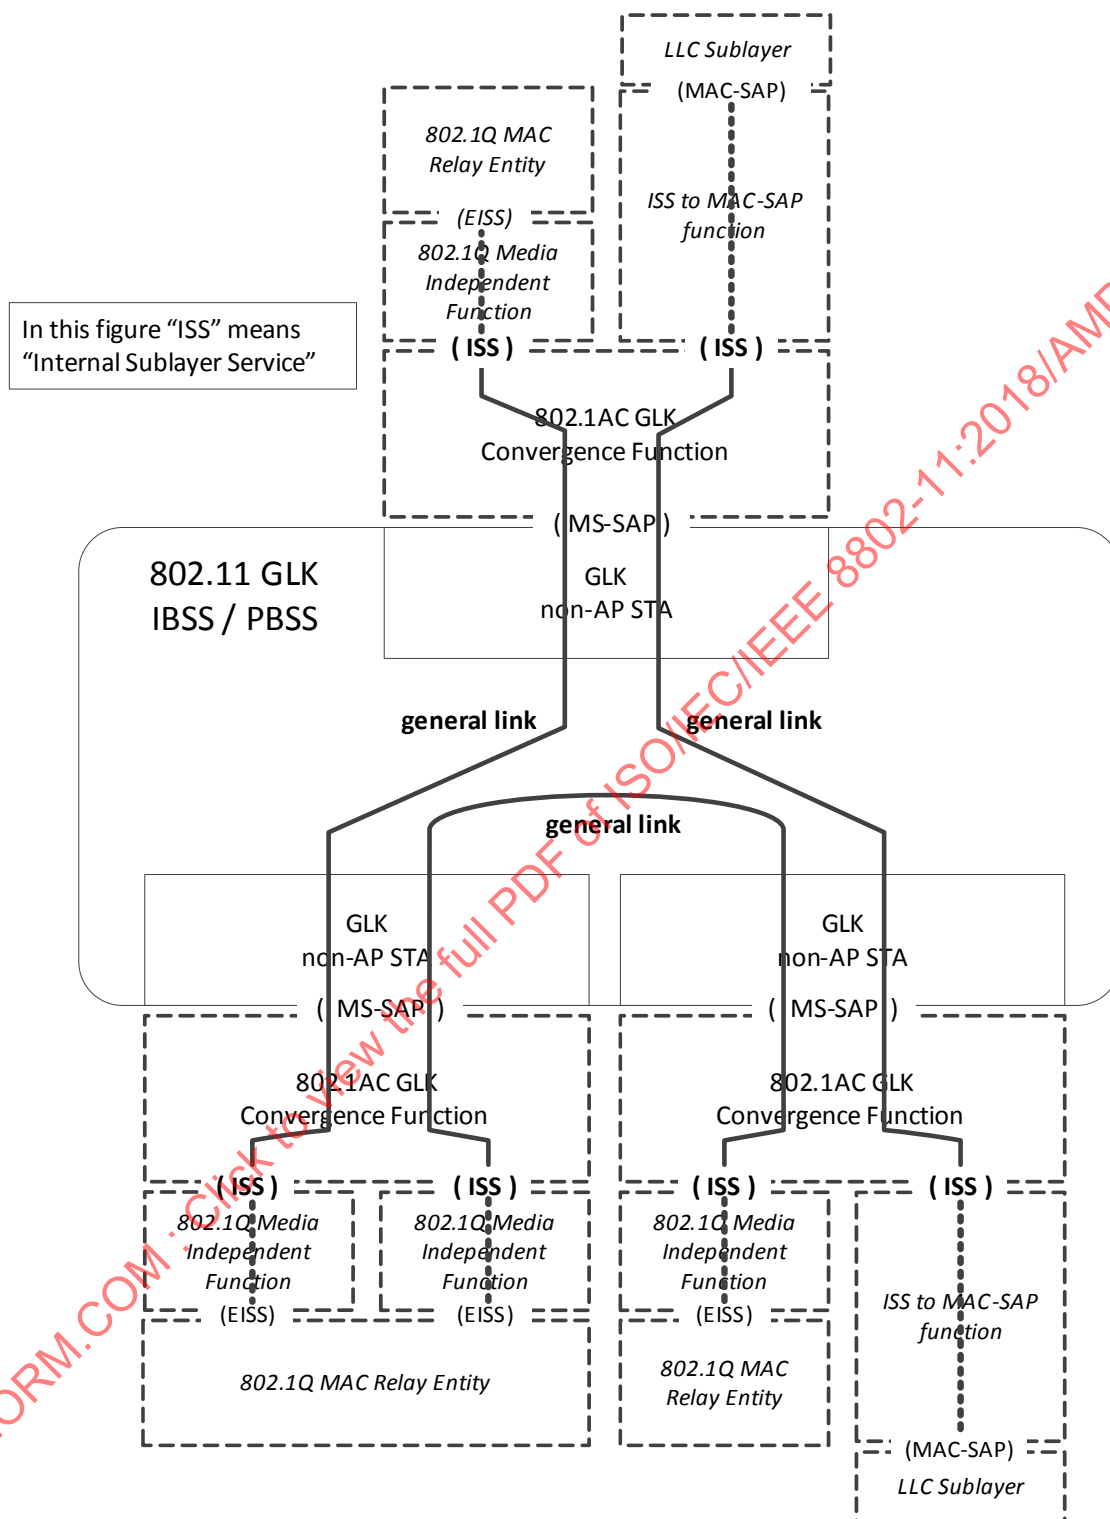 LLC Sublayer
(MAC-SAP)
802.1Q MAC
Relay Entity
ISS to MAC-SAP
function
(EISS)
802.1Q Media
Independent
Function
In this figure “ISS” means
“Internal Sublayer Service”
( ISS )
( ISS )
802.1AC GLK
Convergence Function
( MS-SAP )
802.11 GLK
IBSS / PBSS
GLK
non-AP STA
general link
general link
general link
GLK
non-AP STA
GLK
non-AP STA
( MS-SAP )
( MS-SAP )
802.1AC GLK
Convergence Function
802.1AC GLK
Convergence Function
( ISS )
( ISS )
( ISS )
( ISS )
802.1Q Media
Independent
Function
802.1Q Media
Independent
Function
802.1Q Media
Independent
Function
ISS to MAC-SAP
function
(EISS)
(EISS)
(EISS)
802.1Q MAC Relay Entity
802.1Q MAC
Relay Entity
(MAC-SAP)
LLC Sublayer
ORM.COM : Click to view the full PDF of ISO/IEC/IEEE 8802-11:2018/AMD